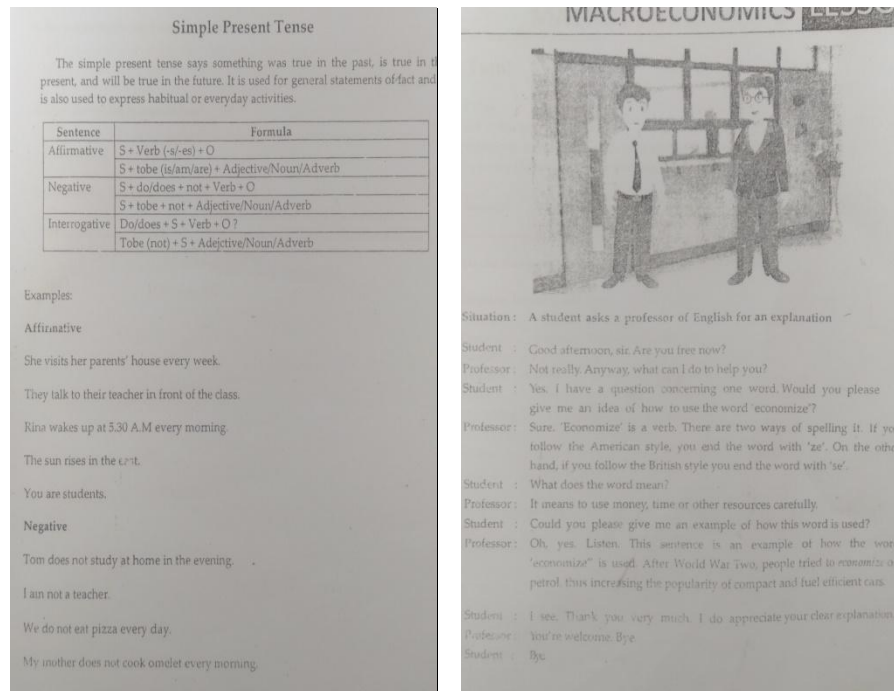 Simple Present Tense
The simple present tense says something was true in the past, is true in
present, and will be true in the future. It is used for general statements of fact and
is also used to express habitual or everyday activities.
Sentence Formula
Affirmative S + Verb (-s/-es) + O
S + tobe (is/am/are) + Adjective/Noun/Adverb
Negative S + do/does + not + Verb + O
S + tobe + not + Adjective/Noun/Adverb
Interrogative Do/does + S + Verb + O ?
Tobe (not) + S + Adejctive/Noun/Adverb
Examples:
Affirmative
She visits her parents' house every week.
They talk to their teacher in front of the class.
Rina wakes up at 5.30 A.M every morning.
The sun rises in the east.
You are students.
Negative
Tom does not study at home in the evening.
I am not a teacher.
We do not eat pizza every day.
My mother does not cook omelet every morning.
MACROECONOMICS
Situation : A student asks a professor of English for an explanation
Student : Good afternoon, sir. Are you free now?
Professor : Not really. Anyway, what can I do to help you?
Student : Yes. I have a question concerning one word. Would you please
give me an idea of how to use the word 'economize'?
Professor : Sure. 'Economize' is a verb. There are two ways of spelling it. If
follow the American style, you end the word with 'ze'. On the
hand, if you follow the British style you end the word with 'se'.
Student : What does the word mean?
Professor : It means to use money, time or other resources carefully.
Student : Could you please give me an example of how this word is used?
Professor : Oh, yes. Listen. This sentence is an example of how the
'economize" is used. After World War Two, people tried to economize
petrol, thus increasing the popularity of compact and fuel efficient cars.
Student : I see. Thank you very much. I do appreciate your clear explanation
Professor : You're welcome. Bye
Student : Bye.